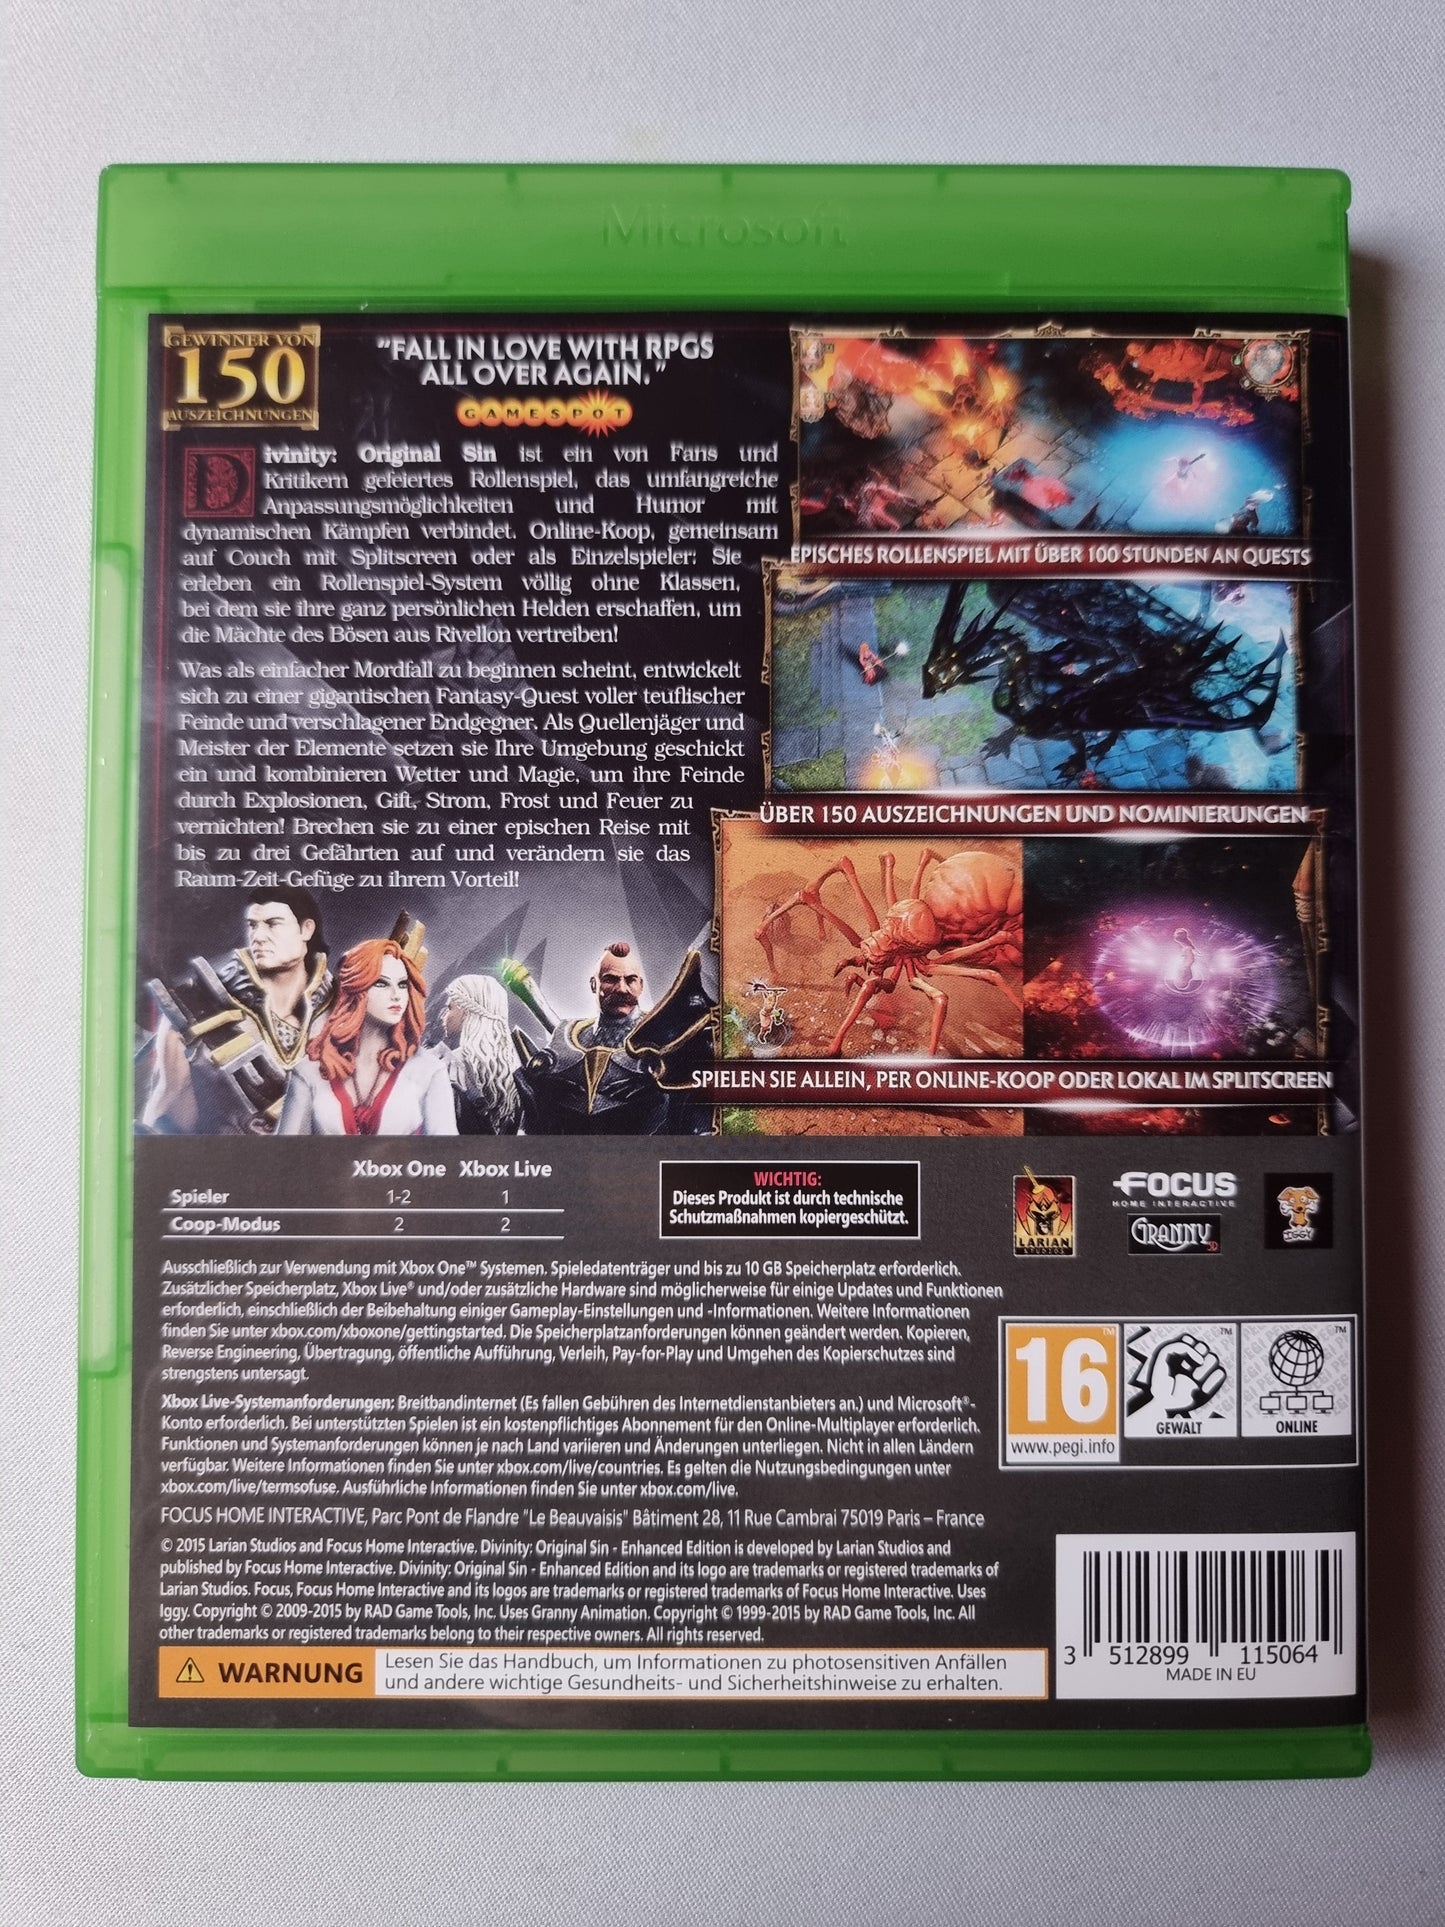 Microsoft
GEWINNER VON
150
AUSZEICHNUNGEN
"FALL IN LOVE WITH RPGS
ALL OVER AGAIN."
GAMESPOT
Divinity: Original Sin ist ein von Fans und
Kritikern gefeiertes Rollenspiel, das umfangreiche
Anpassungsmöglichkeiten und Humor mit
dynamischen Kämpfen verbindet. Online-Koop, gemeinsam
auf Couch mit Splitscreen oder als Einzelspieler: Sie
erleben ein Rollenspiel-System völlig ohne Klassen,
bei dem sie ihre ganz persönlichen Helden erschaffen, um
die Mächte des Bösen aus Rivellon vertreiben!
Was als einfacher Mordfall zu beginnen scheint, entwickelt
sich zu einer gigantischen Fantasy-Quest voller teuflischer
Feinde und verschlagener Endgegner. Als Quellenjäger und
Meister der Elemente setzen sie Ihre Umgebung geschickt
ein und kombinieren Wetter und Magie, um ihre Feinde
durch Explosionen, Gift, Strom, Frost und Feuer zu
vernichten! Brechen sie zu einer epischen Reise mit
bis zu drei Gefährten auf und verändern sie das
Raum-Zeit-Gefüge zu ihrem Vorteil!
EPISCHES ROLLENSPIEL MIT ÜBER 100 STUNDEN AN QUESTS
ÜBER 150 AUSZEICHNUNGEN UND NOMINIERUNGEN
SPIELEN SIE ALLEIN, PER ONLINE-KOOP ODER LOKAL IM SPLITSCREEN
Xbox One Xbox Live
Spieler 1-2 1
Coop-Modus 2 2
WICHTIG:
Dieses Produkt ist durch technische
Schutzmaßnahmen kopiergeschützt.
LARIAN
STUDIOS
FOCUS
HOME INTERACTIVE
GRANNY 3D
IGGY
Ausschließlich zur Verwendung mit Xbox One™ Systemen. Spieledatenträger und bis zu 10 GB Speicherplatz erforderlich.
Zusätzlicher Speicherplatz, Xbox Live® und/oder zusätzliche Hardware sind möglicherweise für einige Updates und Funktionen
erforderlich, einschließlich der Beibehaltung einiger Gameplay-Einstellungen und -Informationen. Weitere Informationen
finden Sie unter xbox.com/xboxone/gettingstarted. Die Speicherplatzanforderungen können geändert werden. Kopieren,
Reverse Engineering, Übertragung, öffentliche Aufführung, Verleih, Pay-for-Play und Umgehen des Kopierschutzes sind
strengstens untersagt.
Xbox Live-Systemanforderungen: Breitbandinternet (Es fallen Gebühren des Internetdienstanbieters an.) und Microsoft®-
Konto erforderlich. Bei unterstützten Spielen ist ein kostenpflichtiges Abonnement für den Online-Multiplayer erforderlich.
Funktionen und Systemanforderungen können je nach Land variieren und Änderungen unterliegen. Nicht in allen Ländern
verfügbar. Weitere Informationen finden Sie unter xbox.com/live/countries. Es gelten die Nutzungsbedingungen unter
xbox.com/live/termsofuse. Ausführliche Informationen finden Sie unter xbox.com/live.
16
www.pegi.info
GEWALT
ONLINE
FOCUS HOME INTERACTIVE, Parc Pont de Flandre "Le Beauvaisis" Bâtiment 28, 11 Rue Cambrai 75019 Paris – France
© 2015 Larian Studios and Focus Home Interactive. Divinity: Original Sin - Enhanced Edition is developed by Larian Studios and
published by Focus Home Interactive. Divinity: Original Sin - Enhanced Edition and its logo are trademarks or registered trademarks of
Larian Studios. Focus, Focus Home Interactive and its logos are trademarks or registered trademarks of Focus Home Interactive. Uses
Iggy. Copyright © 2009-2015 by RAD Game Tools, Inc. Uses Granny Animation. Copyright © 1999-2015 by RAD Game Tools, Inc. All
other trademarks or registered trademarks belong to their respective owners. All rights reserved.
WARNUNG
Lesen Sie das Handbuch, um Informationen zu photosensitiven Anfällen
und andere wichtige Gesundheits- und Sicherheitshinweise zu erhalten.
3 512899 115064
MADE IN EU